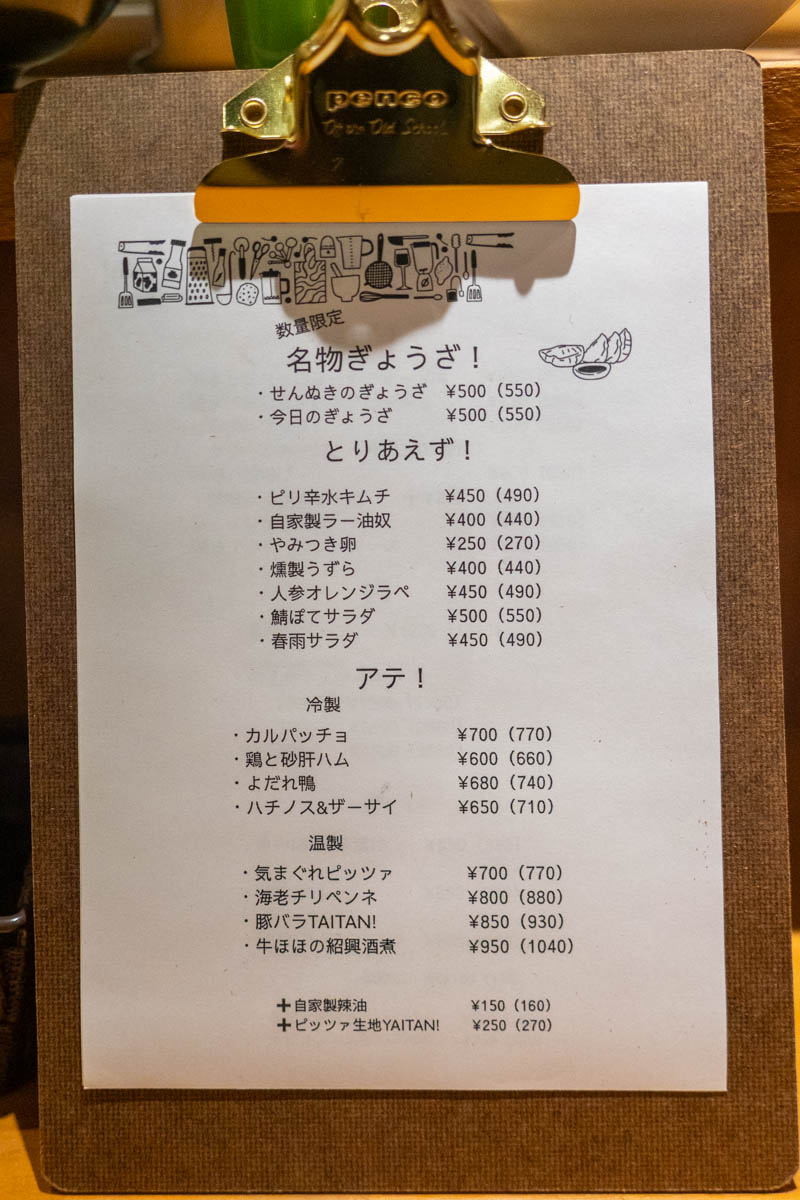 penco
Of the Old School
数量限定
名物ぎょうざ！
・せんぬきのぎょうざ ¥500（550）
・今日のぎょうざ ¥500（550）
とりあえず！
・ピリ辛水キムチ ¥450（490）
・自家製ラー油奴 ¥400（440）
・やみつき卵 ¥250（270）
・燻製うずら ¥400（440）
・人参オレンジラペ ¥450（490）
・鯖ぽてサラダ ¥500（550）
・春雨サラダ ¥450（490）
アテ！
冷製
・カルパッチョ ¥700（770）
・鶏と砂肝ハム ¥600（660）
・よだれ鴨 ¥680（740）
・ハチノス&ザーサイ ¥650（710）
温製
・気まぐれピッツァ ¥700（770）
・海老チリペンネ ¥800（880）
・豚バラTAITAN! ¥850（930）
・牛ほほの紹興酒煮 ¥950（1040）
➕自家製辣油 ¥150（160）
➕ピッツァ生地YAITAN! ¥250（270）